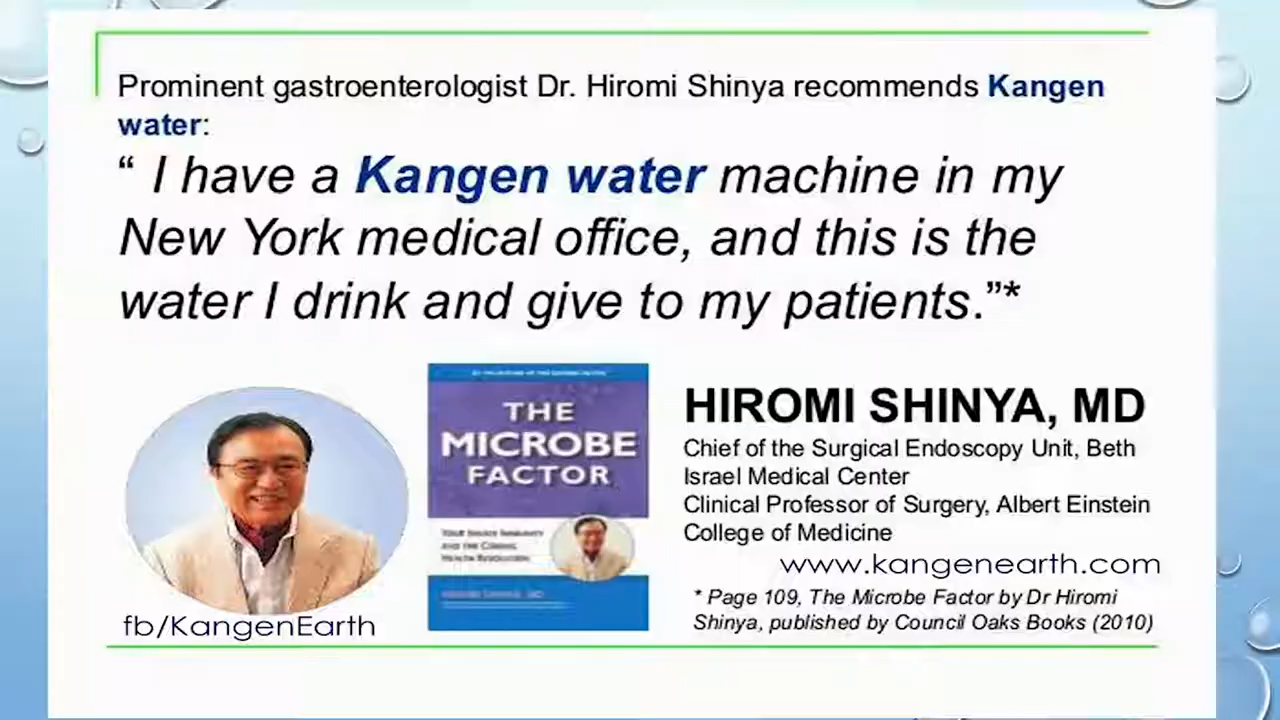 Prominent gastroenterologist Dr. Hiromi Shinya recommends Kangen
water:
“ I have a Kangen water machine in my
New York medical office, and this is the
water I drink and give to my patients.”*
THE
MICROBE
FACTOR
HIROMI SHINYA, MD
Chief of the Surgical Endoscopy Unit, Beth
Israel Medical Center
Clinical Professor of Surgery, Albert Einstein
College of Medicine
www.kangenearth.com
* Page 109, The Microbe Factor by Dr Hiromi
Shinya, published by Council Oaks Books (2010)
fb/KangenEarth